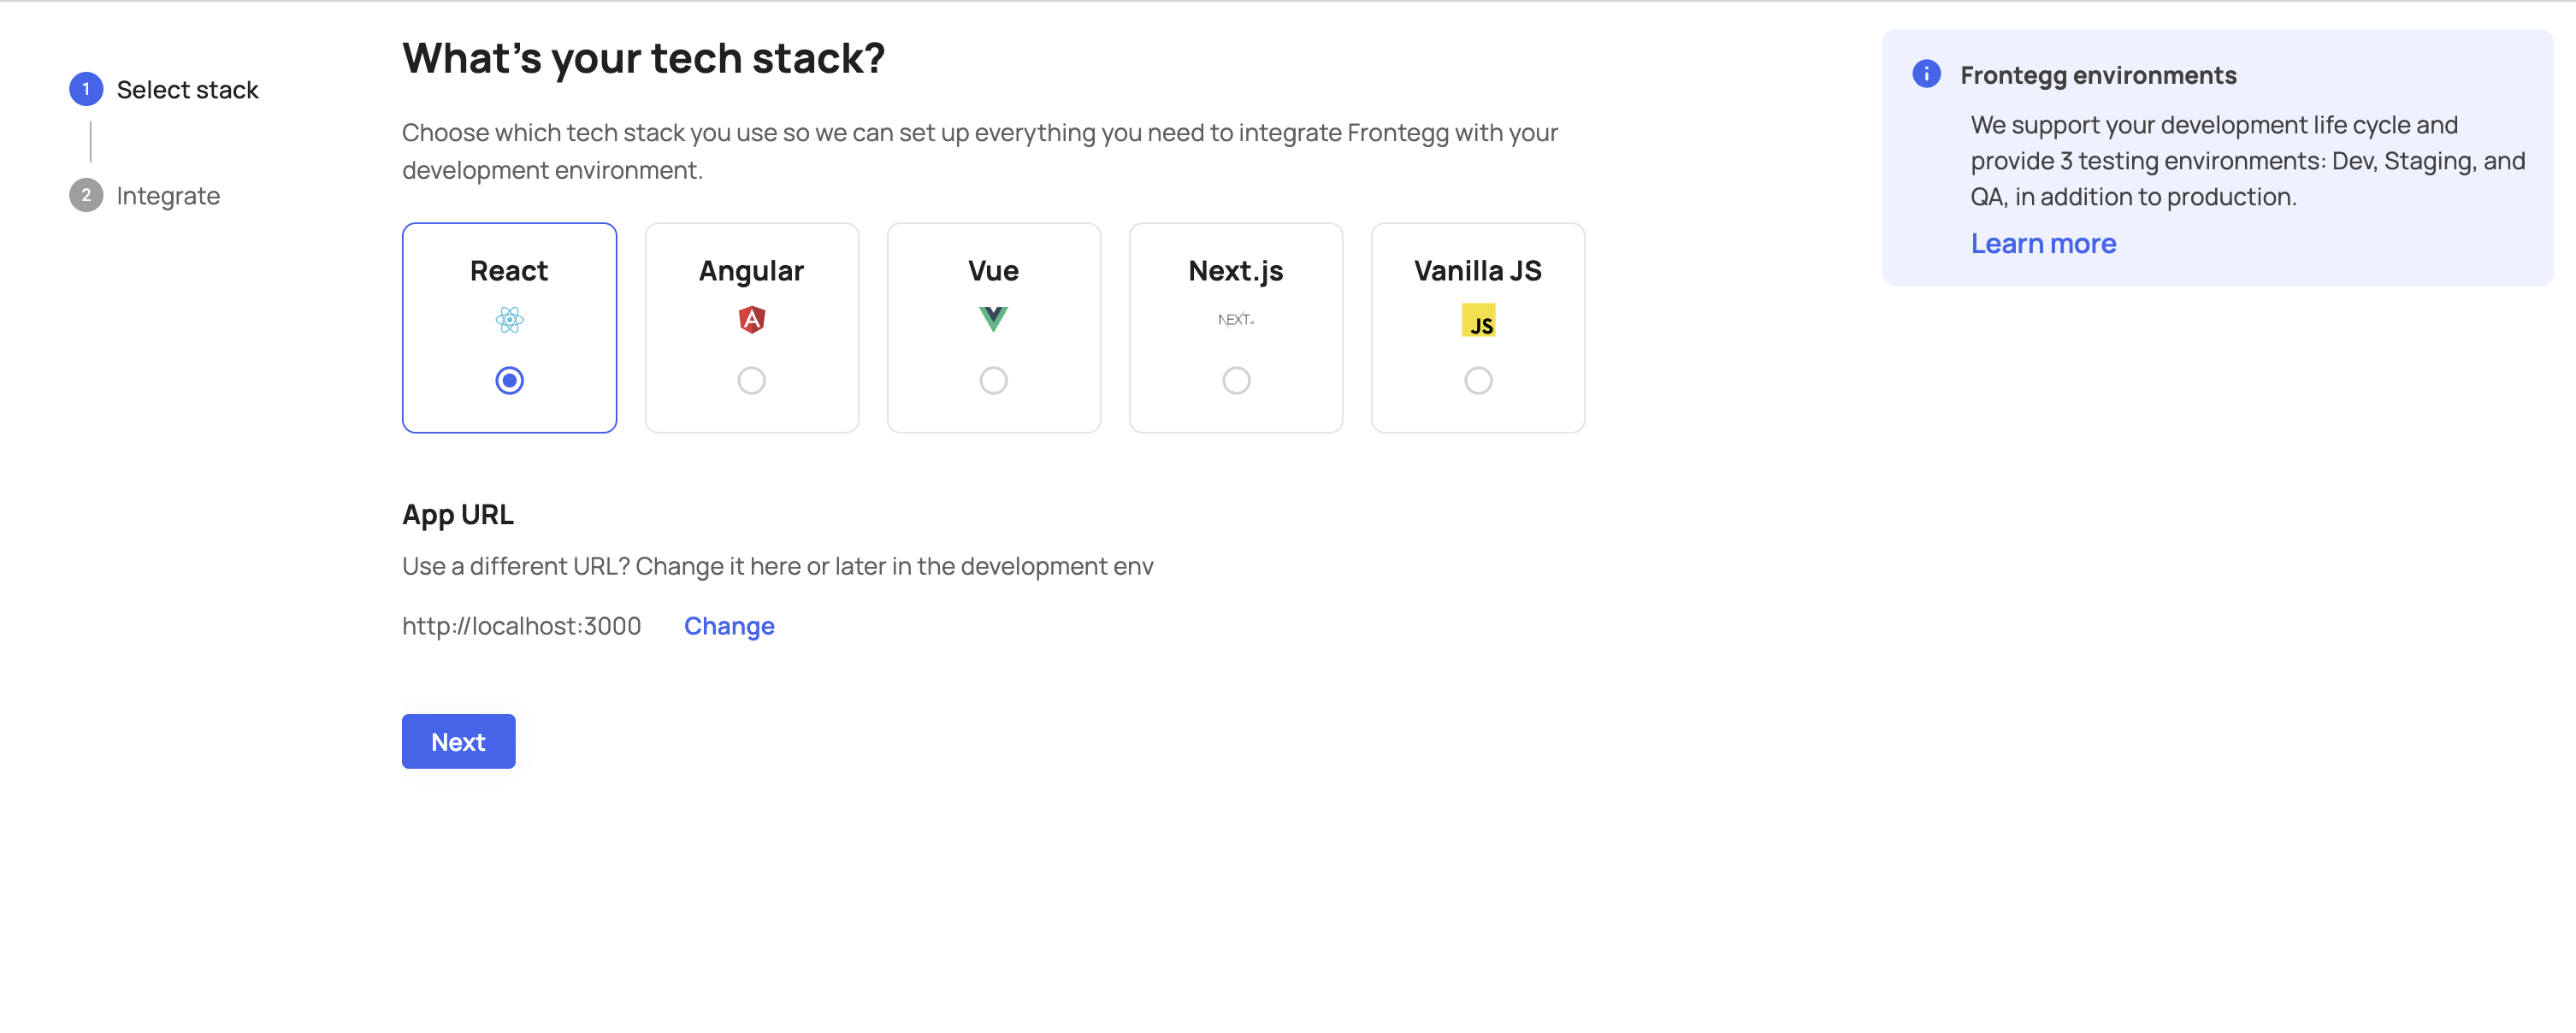 1 Select stack
2 Integrate
What's your tech stack?
Choose which tech stack you use so we can set up everything you need to integrate Frontegg with your
development environment.
React
Angular
Vue
Next.js
NEXT.JS
Vanilla JS
JS
App URL
Use a different URL? Change it here or later in the development env
http://localhost:3000 Change
Next
Frontegg environments
We support your development life cycle and
provide 3 testing environments: Dev, Staging, and
QA, in addition to production.
Learn more